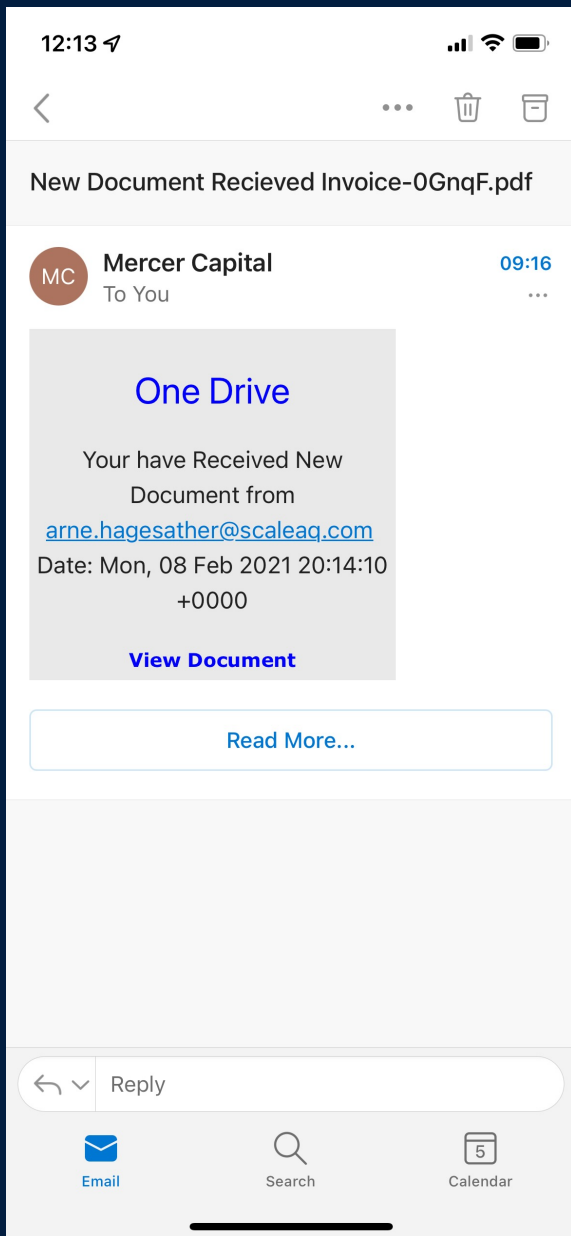 12:13
New Document Recieved Invoice-0GnqF.pdf
MC
Mercer Capital
09:16
To You
One Drive
Your have Received New
Document from
arne.hagesather@scaleaq.com
Date: Mon, 08 Feb 2021 20:14:10
+0000
View Document
Read More...
Reply
Email
Search
5
Calendar